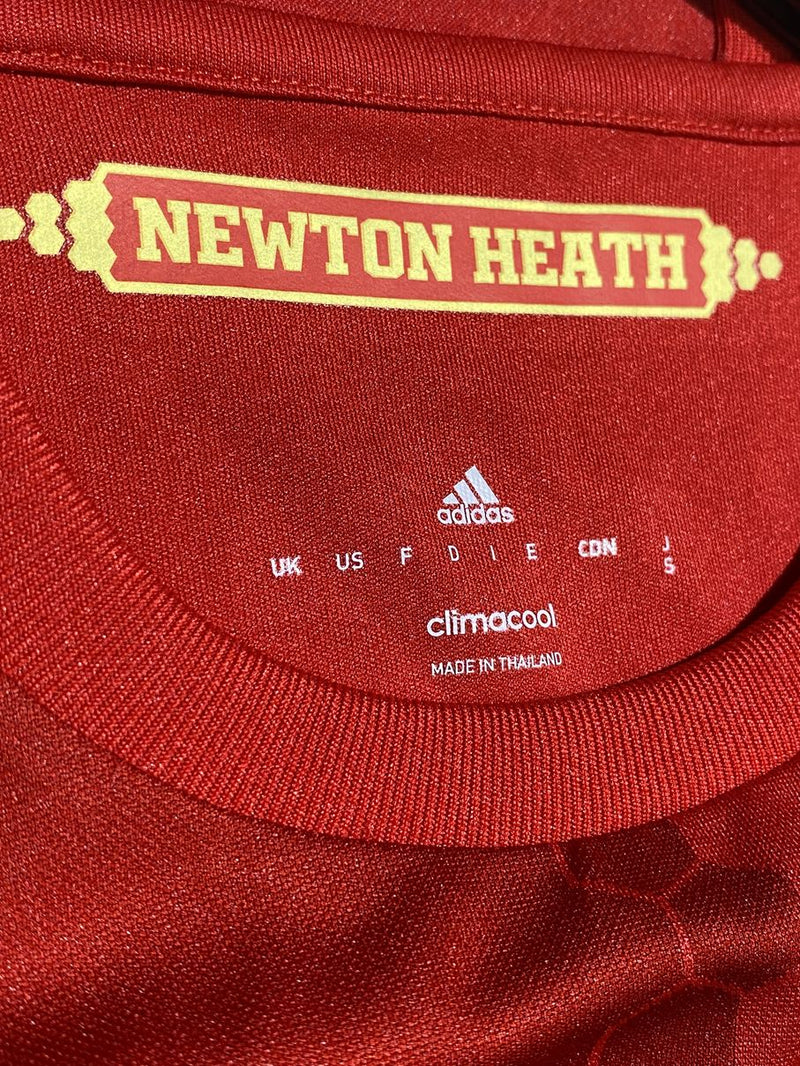 NEWTON HEATH
adidas
UK US F D I E CDN J
S
climacool
MADE IN THAILAND